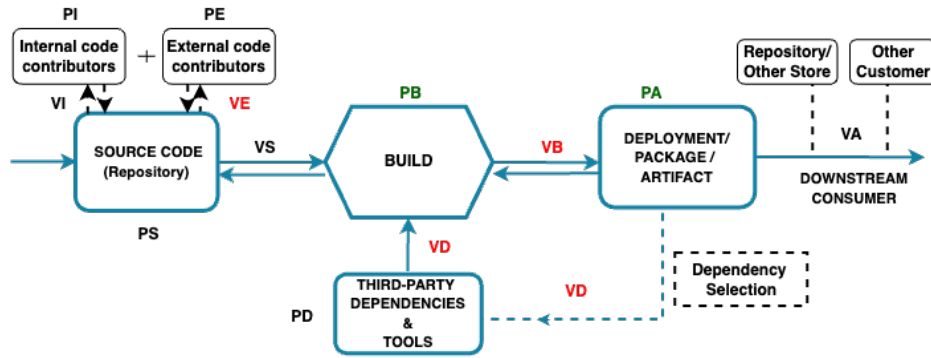 PI
PE
Internal code
contributors
+
External code
contributors
Repository/
Other Store
Other
Customer
VI
VE
PB
PA
SOURCE CODE
(Repository)
VS
BUILD
VB
DEPLOYMENT/
PACKAGE /
ARTIFACT
VA
DOWNSTREAM
CONSUMER
PS
VD
Dependency
Selection
PD
THIRD-PARTY
DEPENDENCIES
&
TOOLS
VD